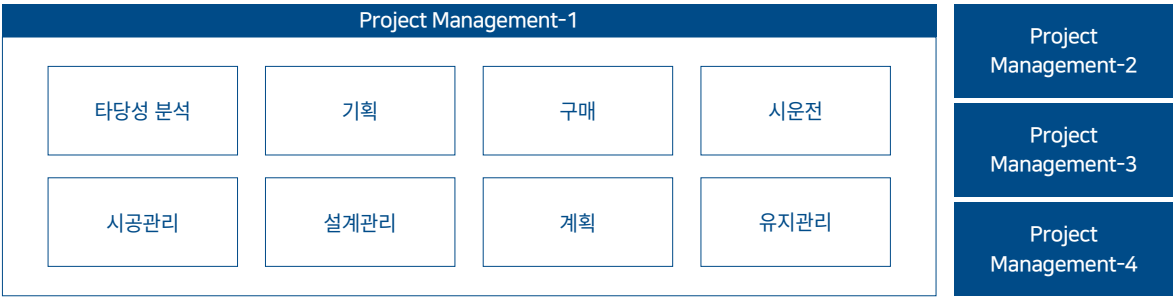 Project Management-1
타당성 분석
기획
구매
시운전
시공관리
설계관리
계획
유지관리
Project
Management-2
Project
Management-3
Project
Management-4